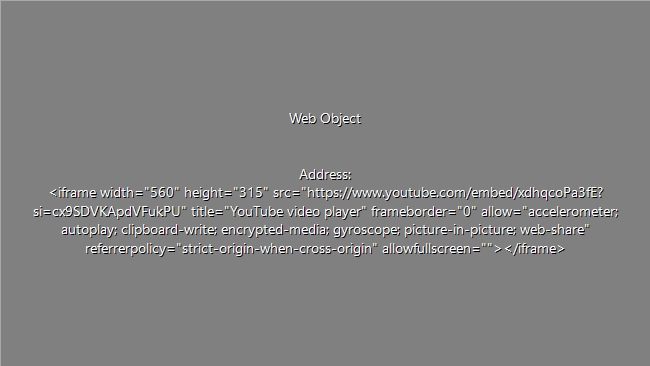 Web Object
Address:
<iframe width="560" height="315" src="https://www.youtube.com/embed/xdhqcoPa3fE?
si=cx9SDVKApdVFukPU" title="YouTube video player" frameborder="0" allow="accelerometer;
autoplay; clipboard-write; encrypted-media; gyroscope; picture-in-picture; web-share"
referrerpolicy="strict-origin-when-cross-origin" allowfullscreen=""></iframe>